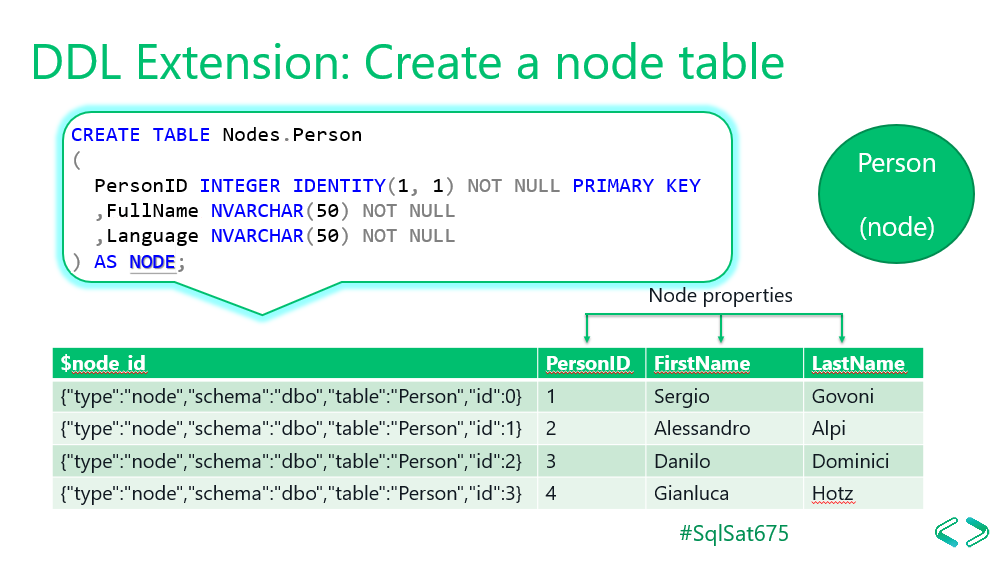 DDL Extension: Create a node table
CREATE TABLE Nodes.Person
(
PersonID INTEGER IDENTITY(1, 1) NOT NULL PRIMARY KEY
,FullName NVARCHAR(50) NOT NULL
,Language NVARCHAR(50) NOT NULL
) AS NODE;
Person
(node)
Node properties
$node_id PersonID FirstName LastName
{"type":"node","schema":"dbo","table":"Person","id":0} 1 Sergio Govoni
{"type":"node","schema":"dbo","table":"Person","id":1} 2 Alessandro Alpi
{"type":"node","schema":"dbo","table":"Person","id":2} 3 Danilo Dominici
{"type":"node","schema":"dbo","table":"Person","id":3} 4 Gianluca Hotz
#SqlSat675